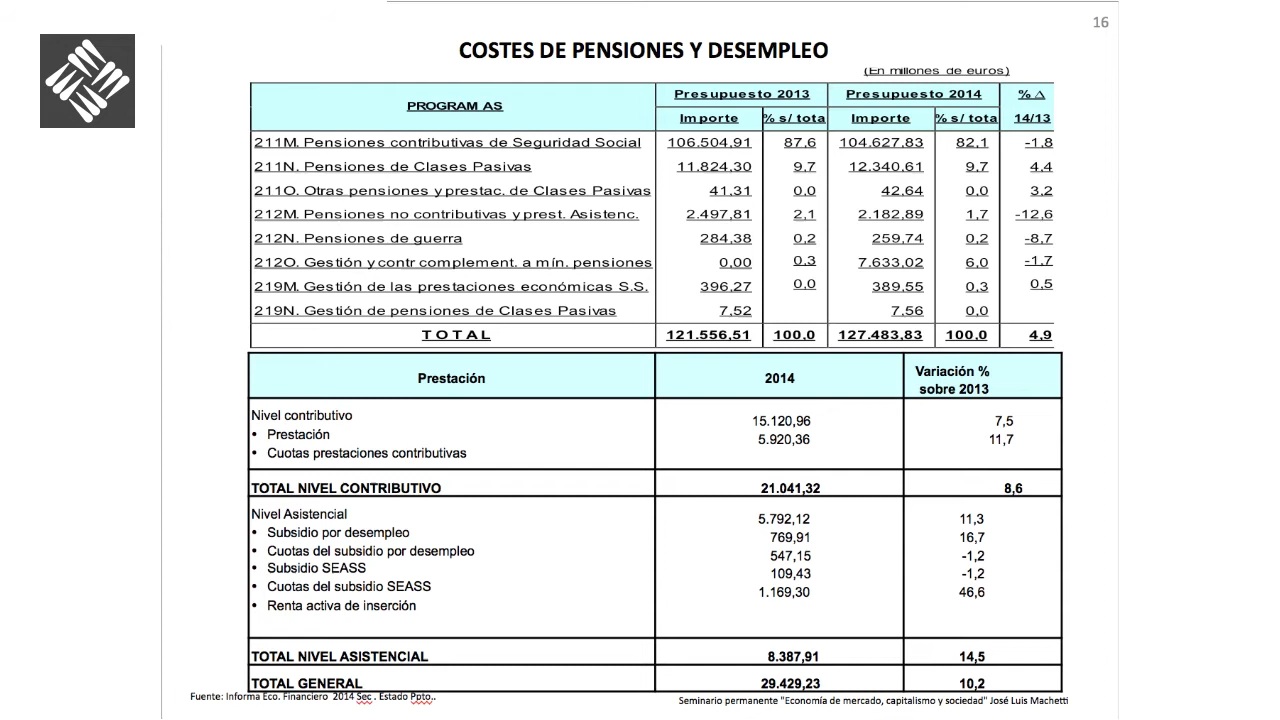 16
COSTES DE PENSIONES Y DESEMPLEO
(En millones de euros)
PROGRAM AS Presupuesto 2013 Presupuesto 2014 % Δ
Importe % s/ tota Importe % s/ tota 14/13
211M. Pensiones contributivas de Seguridad Social 106.504,91 87,6 104.627,83 82,1 -1,8
211N. Pensiones de Clases Pasivas 11.824,30 9,7 12.340,61 9,7 4,4
211O. Otras pensiones y prestac. de Clases Pasivas 41,31 0,0 42,64 0,0 3,2
212M. Pensiones no contributivas y prest. Asistenc. 2.497,81 2,1 2.182,89 1,7 -12,6
212N. Pensiones de guerra 284,38 0,2 259,74 0,2 -8,7
212O. Gestión y contr complement. a mín. pensiones 0,00 0,3 7.633,02 6,0 -1,7
219M. Gestión de las prestaciones económicas S.S. 396,27 0,0 389,55 0,3 0,5
219N. Gestión de pensiones de Clases Pasivas 7,52 7,56 0,0
T O T A L 121.556,51 100,0 127.483,83 100,0 4,9
Prestación 2014 Variación %
sobre 2013
Nivel contributivo 15.120,96 7,5
• Prestación 5.920,36 11,7
• Cuotas prestaciones contributivas
TOTAL NIVEL CONTRIBUTIVO 21.041,32 8,6
Nivel Asistencial 5.792,12 11,3
• Subsidio por desempleo 769,91 16,7
• Cuotas del subsidio por desempleo 547,15 -1,2
• Subsidio SEASS 109,43 -1,2
• Cuotas del subsidio SEASS 1.169,30 46,6
• Renta activa de inserción
TOTAL NIVEL ASISTENCIAL 8.387,91 14,5
TOTAL GENERAL 29.429,23 10,2
Fuente: Informa Eco. Financiero 2014 Sec . Estado Ppto..
Seminario permanente "Economía de mercado, capitalismo y sociedad" José Luis Machetti